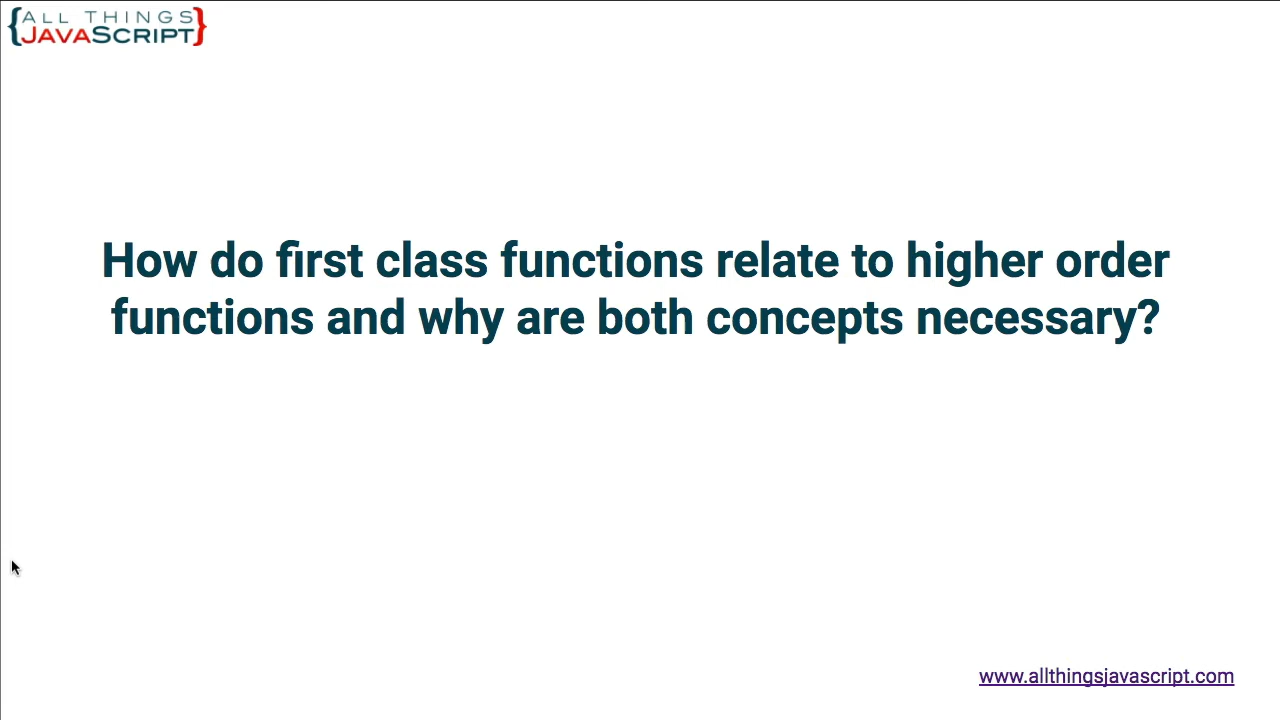 {ALL THINGS
JAVASCRIPT}
How do first class functions relate to higher order
functions and why are both concepts necessary?
www.allthingsjavascript.com